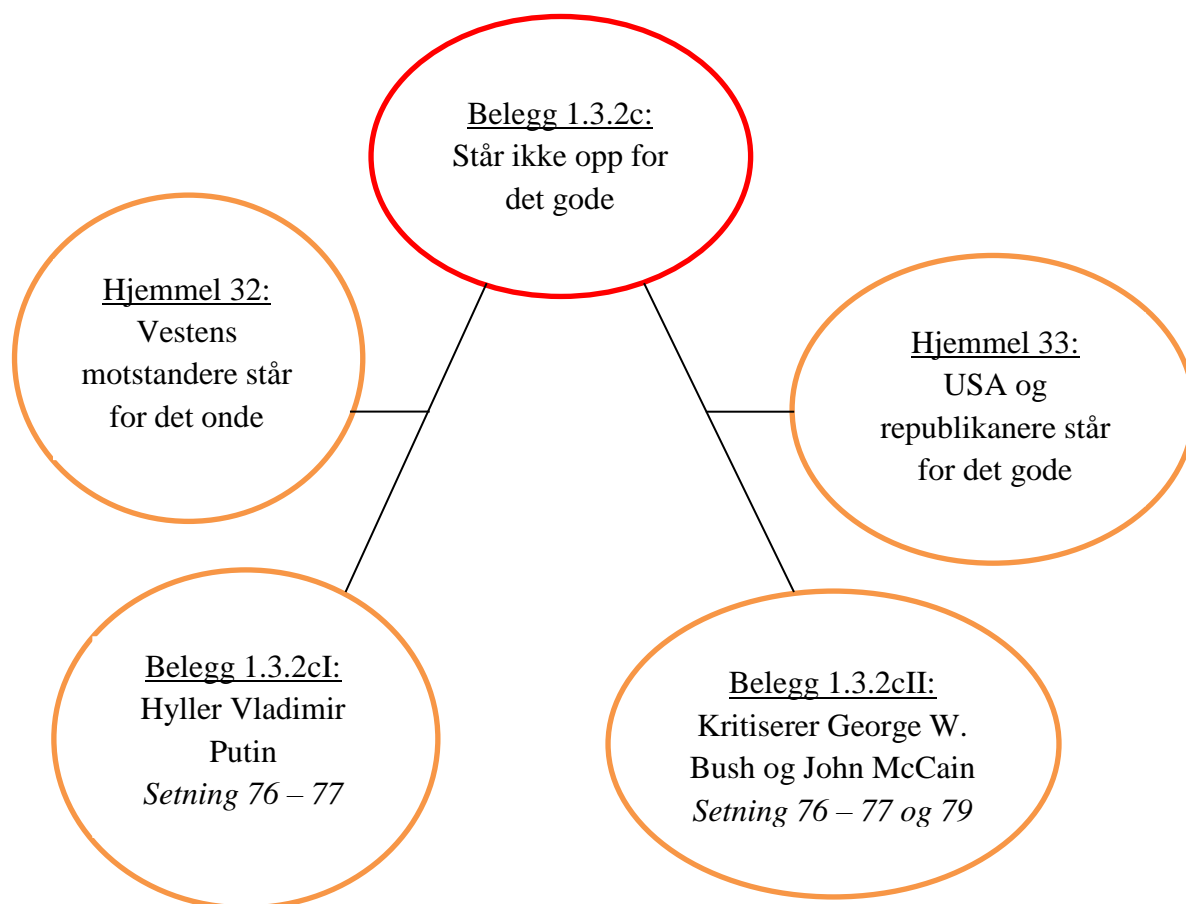 Belegg 1.3.2c:
Står ikke opp for
det gode
Hjemmel 32:
Vestens
motstandere står
for det onde
Hjemmel 33:
USA og
republikanere står
for det gode
Belegg 1.3.2cI:
Hyller Vladimir
Putin
Setning 76 – 77
Belegg 1.3.2cII:
Kritiserer George W.
Bush og John McCain
Setning 76 – 77 og 79